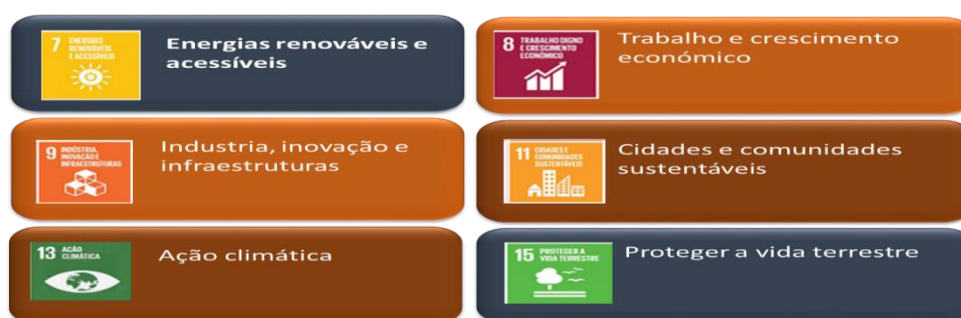 7 ENERGIAS
RENOVÁVEIS
E ACESSÍVEIS
Energias renováveis e
acessíveis
8 TRABALHO DIGNO
E CRESCIMENTO
ECONÓMICO
Trabalho e crescimento
económico
9 INDÚSTRIA,
INOVAÇÃO E
INFRAESTRUTURAS
Industria, inovação e
infraestruturas
11 CIDADES E
COMUNIDADES
SUSTENTÁVEIS
Cidades e comunidades
sustentáveis
13 AÇÃO
CLIMÁTICA
Ação climática
15 PROTEGER A
VIDA TERRESTRE
Proteger a vida terrestre